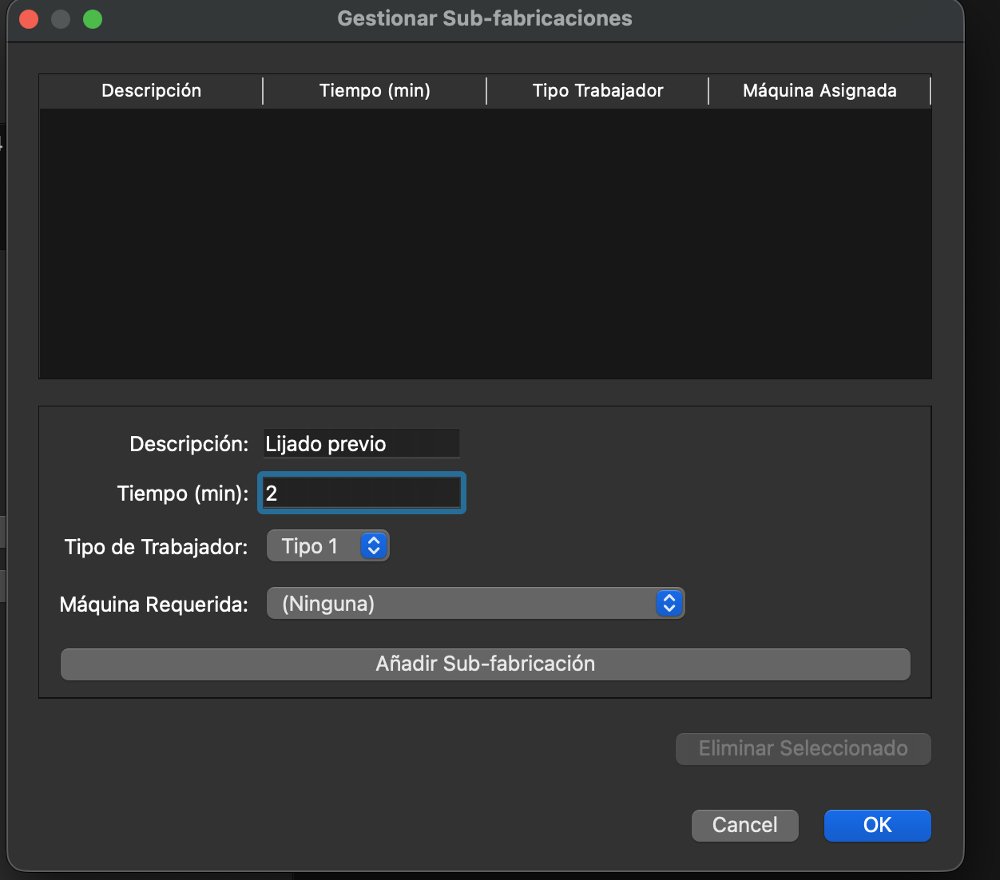 Gestionar Sub-fabricaciones
Descripción Tiempo (min) Tipo Trabajador Máquina Asignada
Descripción: Lijado previo
Tiempo (min): 2
Tipo de Trabajador: Tipo 1
Máquina Requerida: (Ninguna)
Añadir Sub-fabricación
Eliminar Seleccionado
Cancel OK